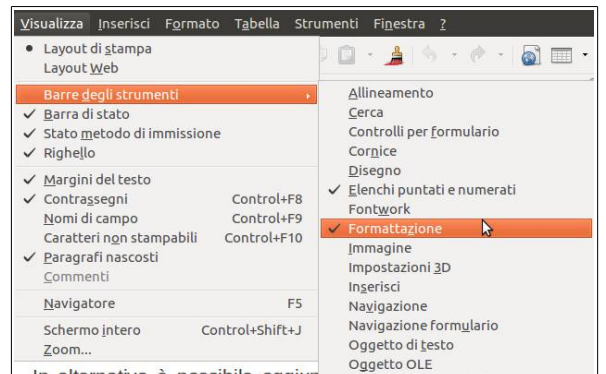 Visualizza Inserisci Formato Tabella Strumenti Finestra ?
Layout di stampa
Layout Web
Barre degli strumenti
Barra di stato
Stato metodo di immissione
Righello
Margini del testo
Contrassegni Control+F8
Nomi di campo Control+F9
Caratteri non stampabili Control+F10
Paragrafi nascosti
Commenti
Navigatore F5
Schermo intero Control+Shift+J
Zoom...
Allineamento
Cerca
Controlli per formulario
Cornice
Disegno
Elenchi puntati e numerati
Fontwork
Formattazione
Immagine
Impostazioni 3D
Inserisci
Navigazione
Navigazione formulario
Oggetto di testo
Oggetto OLE